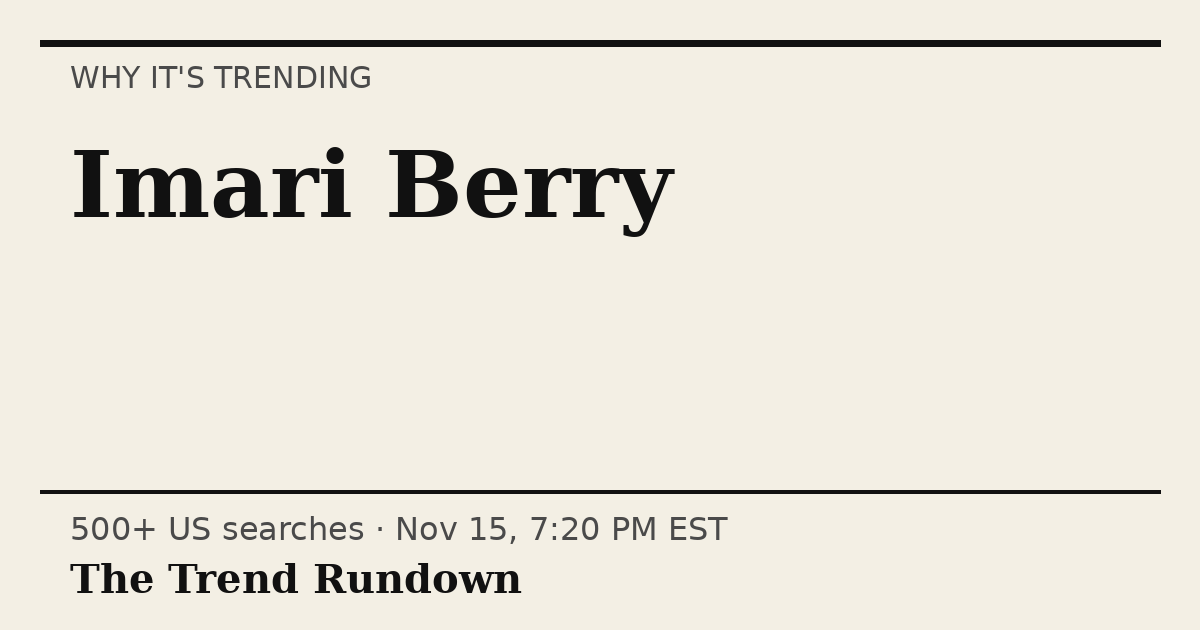 WHY IT'S TRENDING
Imari Berry
500+ US searches · Nov 15, 7:20 PM EST
The Trend Rundown